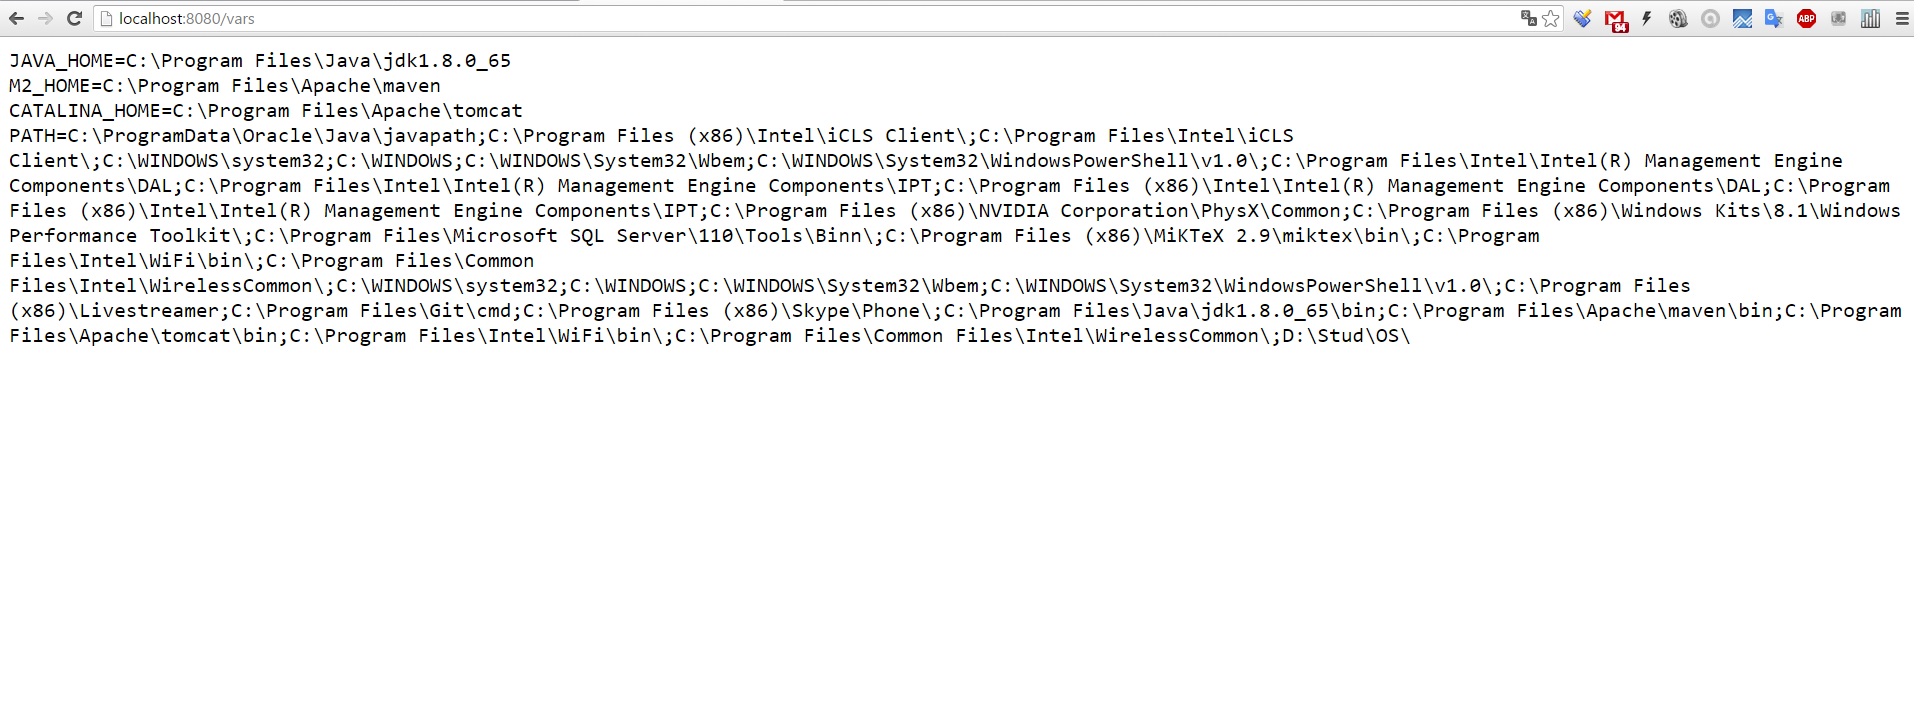 localhost:8080/vars
94
ABP
JAVA_HOME=C:\Program Files\Java\jdk1.8.0_65
M2_HOME=C:\Program Files\Apache\maven
CATALINA_HOME=C:\Program Files\Apache\tomcat
PATH=C:\ProgramData\Oracle\Java\javapath;C:\Program Files (x86)\Intel\iCLS Client\;C:\Program Files\Intel\iCLS
Client\;C:\WINDOWS\system32;C:\WINDOWS;C:\WINDOWS\System32\Wbem;C:\WINDOWS\System32\WindowsPowerShell\v1.0\;C:\Program Files\Intel\Intel(R) Management Engine
Components\DAL;C:\Program Files\Intel\Intel(R) Management Engine Components\IPT;C:\Program Files (x86)\Intel\Intel(R) Management Engine Components\DAL;C:\Program
Files (x86)\Intel\Intel(R) Management Engine Components\IPT;C:\Program Files (x86)\NVIDIA Corporation\PhysX\Common;C:\Program Files (x86)\Windows Kits\8.1\Windows
Performance Toolkit\;C:\Program Files\Microsoft SQL Server\110\Tools\Binn\;C:\Program Files (x86)\MiKTeX 2.9\miktex\bin\;C:\Program
Files\Intel\WiFi\bin\;C:\Program Files\Common
Files\Intel\WirelessCommon\;C:\WINDOWS\system32;C:\WINDOWS;C:\WINDOWS\System32\Wbem;C:\WINDOWS\System32\WindowsPowerShell\v1.0\;C:\Program Files
(x86)\Livestreamer;C:\Program Files\Git\cmd;C:\Program Files (x86)\Skype\Phone\;C:\Program Files\Java\jdk1.8.0_65\bin;C:\Program Files\Apache\maven\bin;C:\Program
Files\Apache\tomcat\bin;C:\Program Files\Intel\WiFi\bin\;C:\Program Files\Common Files\Intel\WirelessCommon\;D:\Stud\OS\